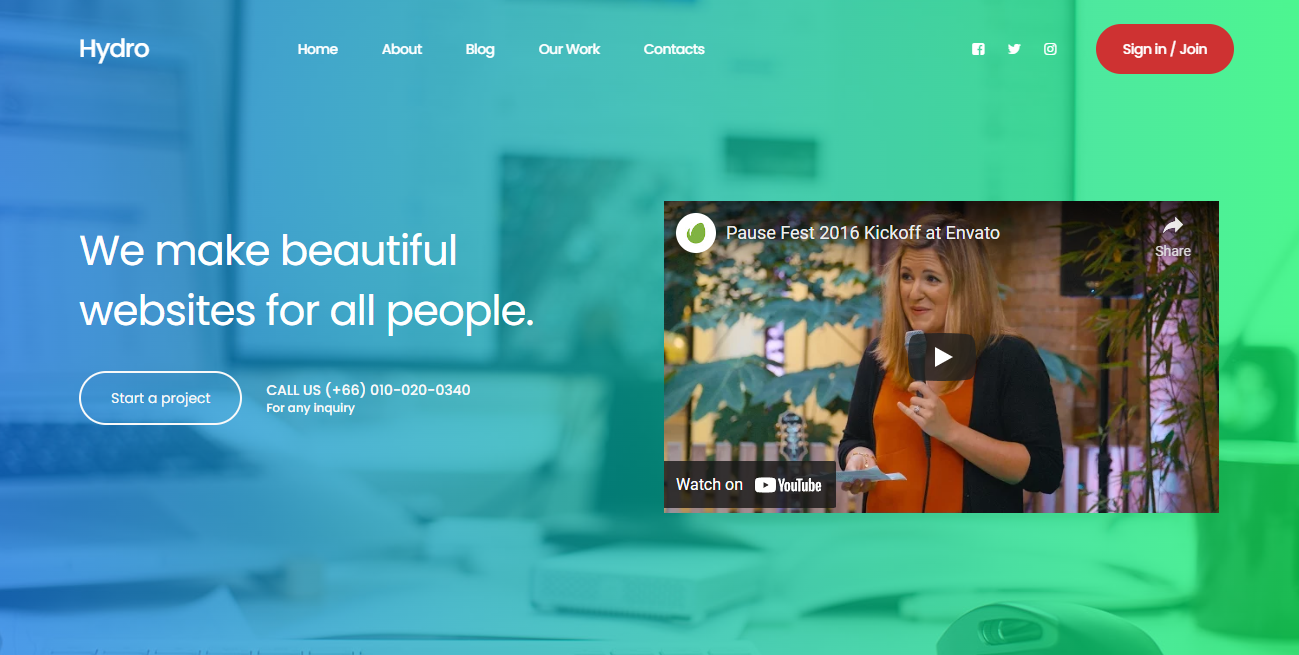 Hydro
Home About Blog Our Work Contacts
Sign in / Join
We make beautiful
websites for all people.
Start a project
CALL US (+66) 010-020-0340
For any inquiry
Pause Fest 2016 Kickoff at Envato
Share
Watch on YouTube